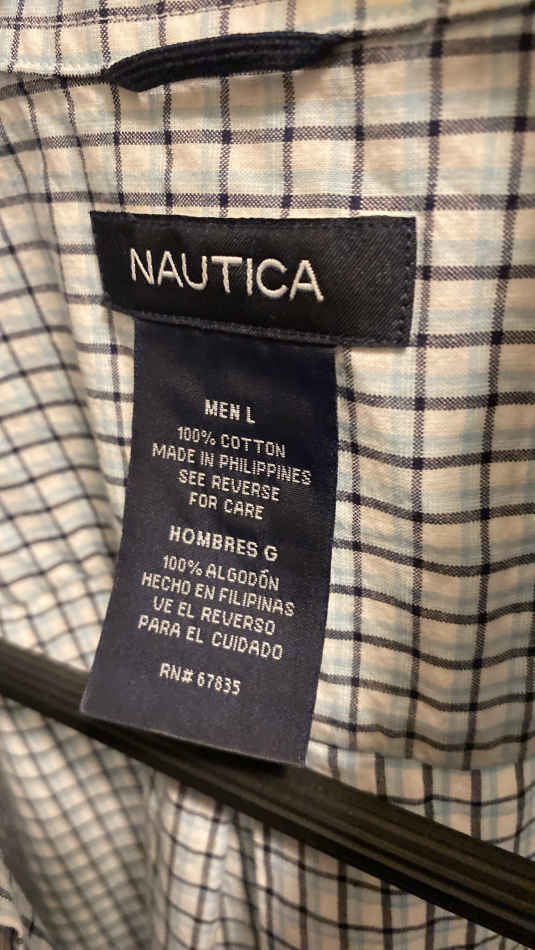 NAUTICA
MEN L
100% COTTON
MADE IN PHILIPPINES
SEE REVERSE
FOR CARE
HOMBRES G
100% ALGODÓN
HECHO EN FILIPINAS
VE EL REVERSO
PARA EL CUIDADO
RN# 67835